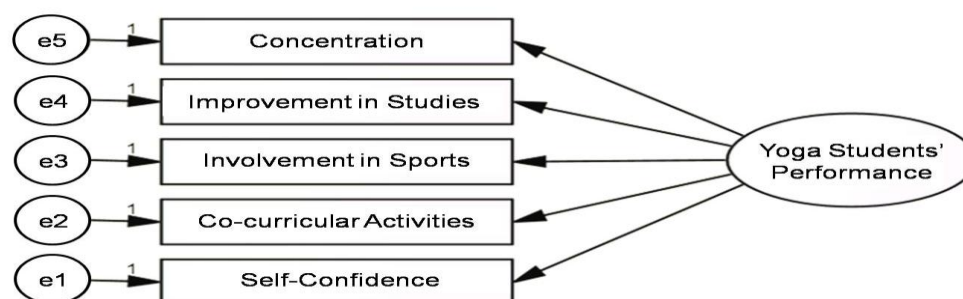 e5
1
Concentration
e4
1
Improvement in Studies
e3
1
Involvement in Sports
Yoga Students'
Performance
e2
1
Co-curricular Activities
e1
1
Self-Confidence